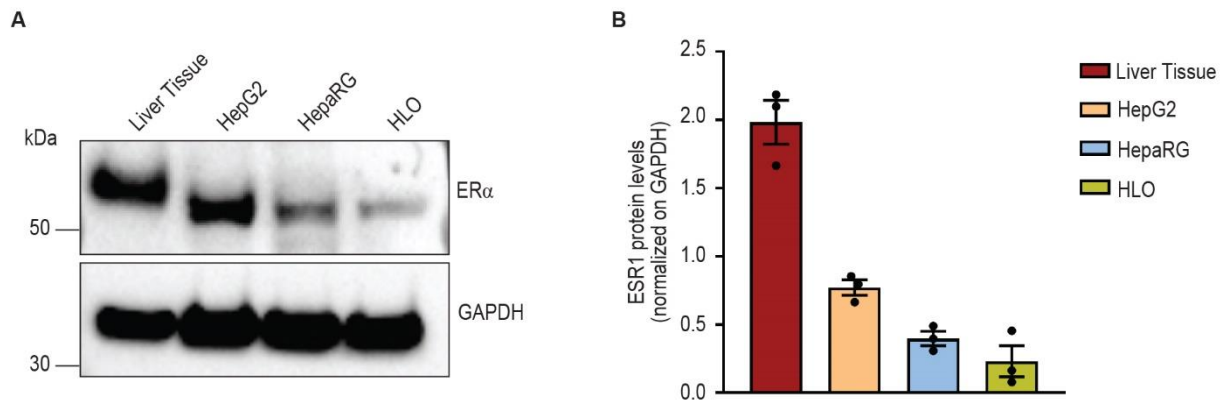 A
Liver Tissue
HepG2
HepaRG
HLO
kDa
ERα
50
GAPDH
30
B
ESR1 protein levels
(normalized on GAPDH)
2.5
2.0
1.5
1.0
0.5
0.0
Liver Tissue
HepG2
HepaRG
HLO